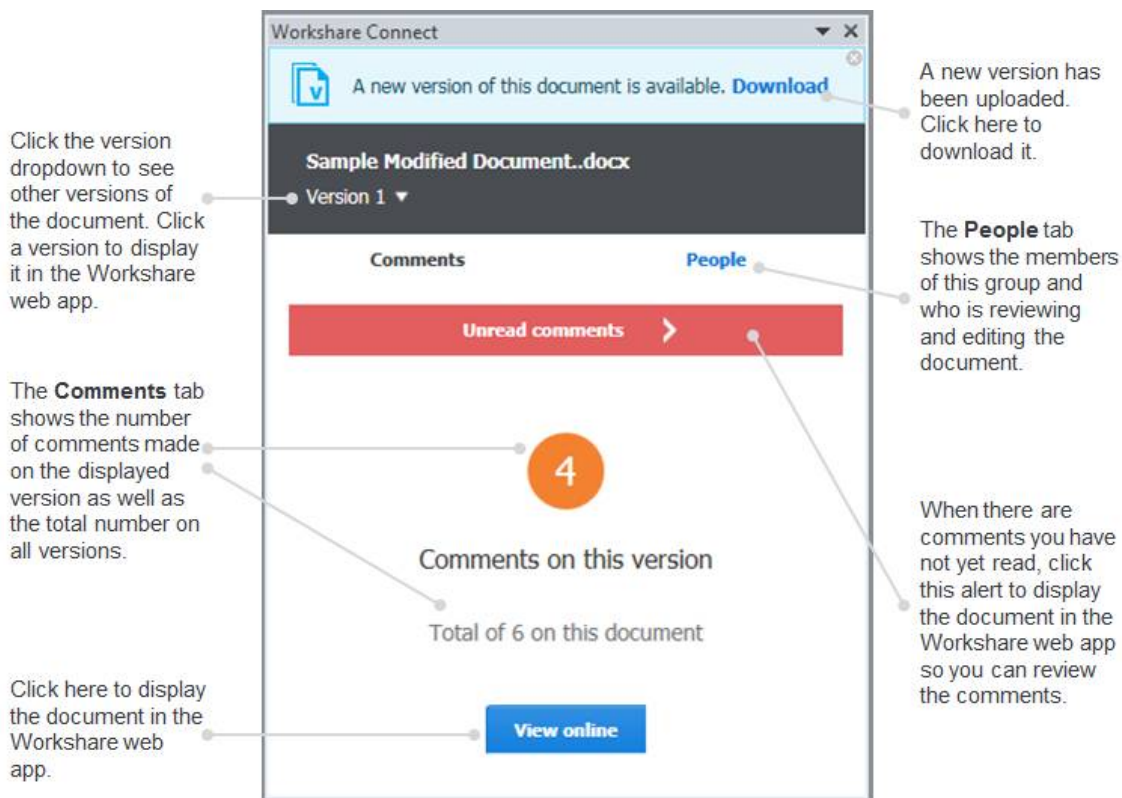 Workshare Connect
A new version of this document is available. Download
Sample Modified Document..docx
Version 1
Comments
People
Unread comments
4
Comments on this version
Total of 6 on this document
View online
Click the version
dropdown to see
other versions of
the document. Click
a version to display
it in the Workshare
web app.
The Comments tab
shows the number
of comments made
on the displayed
version as well as
the total number on
all versions.
Click here to display
the document in the
Workshare web
app.
A new version has
been uploaded.
Click here to
download it.
The People tab
shows the members
of this group and
who is reviewing
and editing the
document.
When there are
comments you have
not yet read, click
this alert to display
the document in the
Workshare web app
so you can review
the comments.